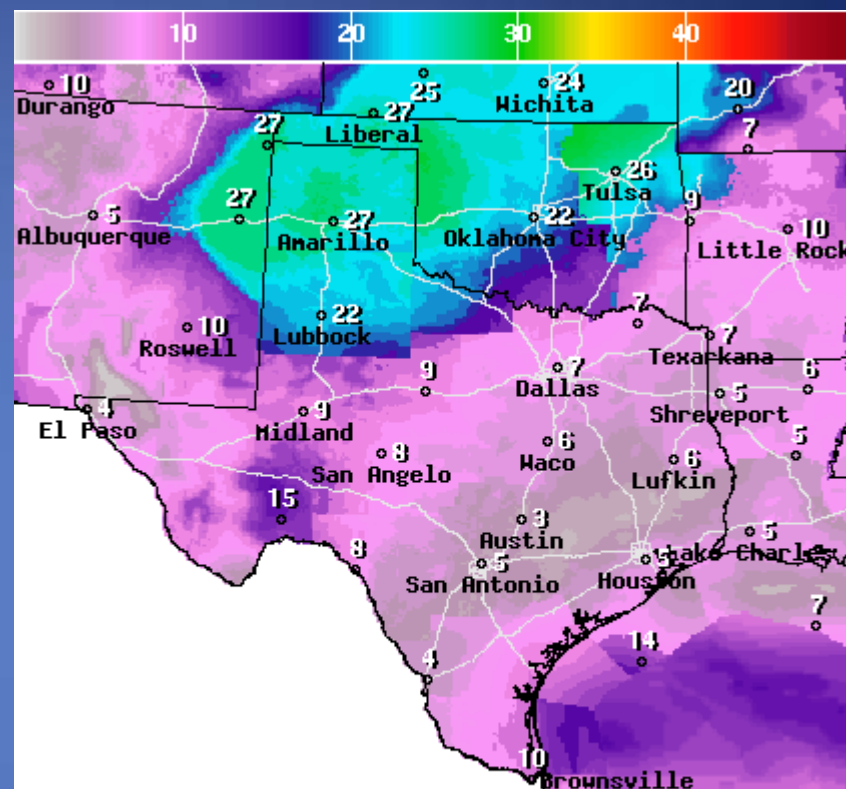 10 20 30 40
10 25 24 20
Durango 27 Wichita
27 Liberal 7
26
Tulsa
5 27 27 22 9 10
Albuquerque Amarillo Oklahoma City Little Rock
10 22 7 7
Roswell Lubbock Texarkana
9 7 5 6
Dallas Shreveport
4 9
El Paso Midland
8 6 6 5
San Angelo Waco Lufkin
15 3 5
Austin Lake Charles
8 5 5
San Antonio Houston
7
14
4
10
Brownsville